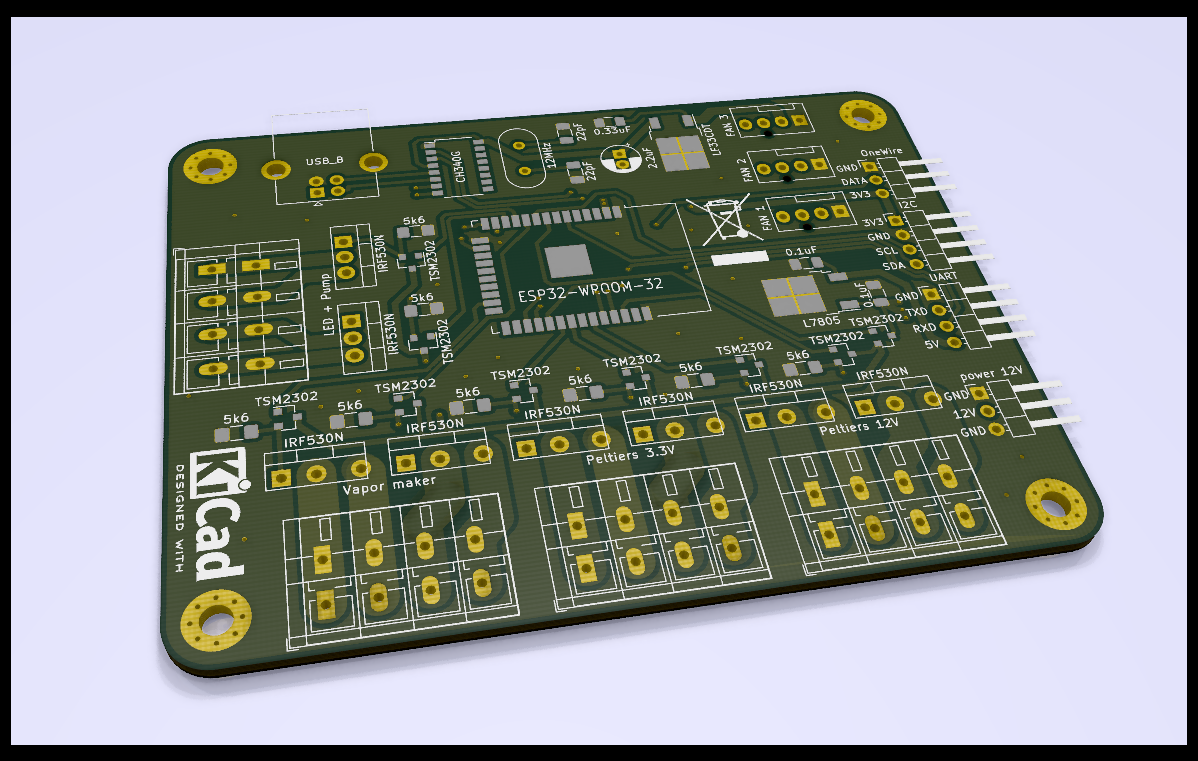 USB_B
CH340G
12MHz
22pF
22pF
0.33uF
2.2uF
LF33CDT
FAN 3
FAN 2
FAN 1
OneWire
GND
DATA
3V3
I2C
3V3
GND
SCL
SDA
UART
GND
TXD
RXD
5V
power 12V
GND
12V
GND
LED + Pump
IRF530N
IRF530N
5k6
TSM2302
5k6
TSM2302
ESP32-WROOM-32
0.1uF
0.1uF
L7805
TSM2302
TSM2302
TSM2302
TSM2302
TSM2302
TSM2302
TSM2302
TSM2302
5k6
5k6
5k6
5k6
5k6
5k6
IRF530N
IRF530N
IRF530N
IRF530N
IRF530N
IRF530N
Vapor maker
Peltiers 3.3V
Peltiers 12V
DESIGNED WITH
KiCad